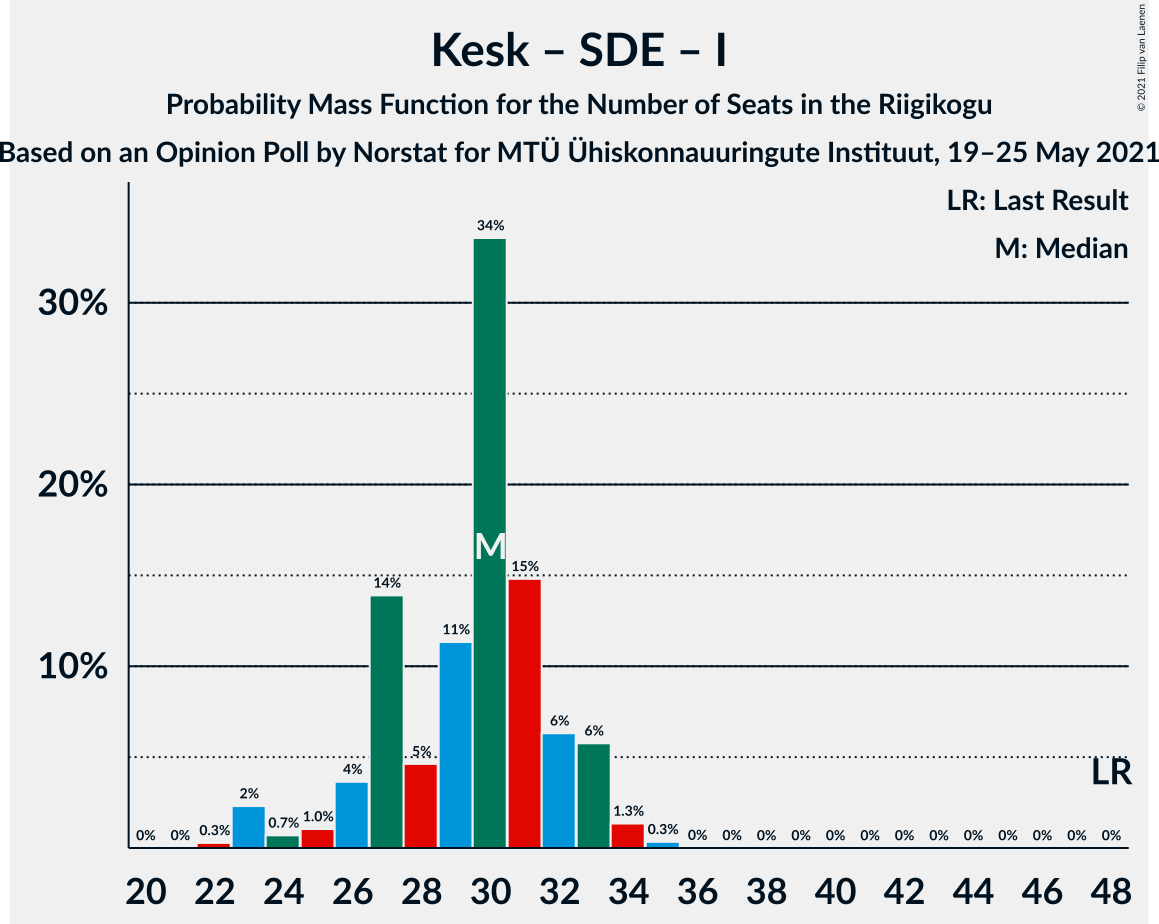 Kesk – SDE – I
Probability Mass Function for the Number of Seats in the Riigikogu
Based on an Opinion Poll by Norstat for MTÜ Ühiskonnauuringute Instituut, 19–25 May 2021
© 2021 Filip van Laenen
LR: Last Result
M: Median
34%
30%
20%
M
15%
14%
11%
10%
6%
6%
5%
LR
4%
2%
1.3%
1.0%
0.7%
0.3%
0.3%
0% 0% 0% 0% 0% 0% 0% 0% 0% 0% 0% 0% 0% 0% 0%
20 22 24 26 28 30 32 34 36 38 40 42 44 46 48